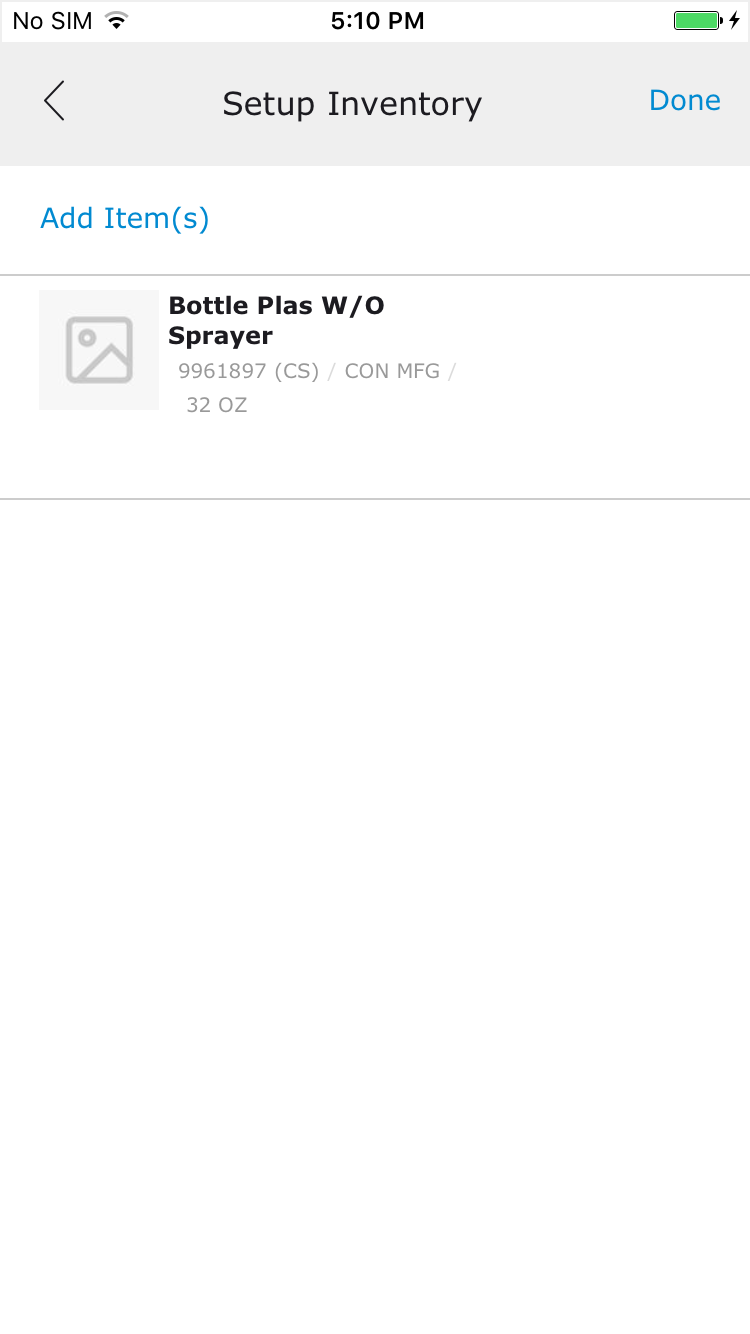 No SIM 5:10 PM
Setup Inventory Done
Add Item(s)
Bottle Plas W/O
Sprayer
9961897 (CS) / CON MFG /
32 OZ